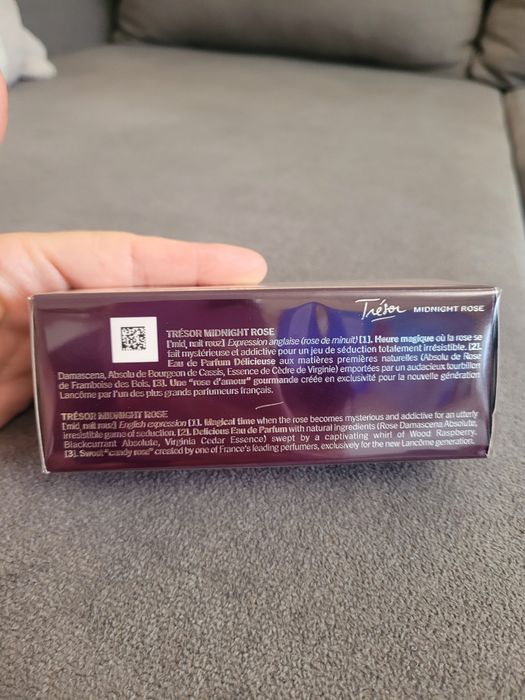 Trésor MIDNIGHT ROSE
TRÉSOR MIDNIGHT ROSE
['mid͵nait rouz] Expression anglaise (rose de minuit) [1]. Heure magique où la rose se
fait mystérieuse et addictive pour un jeu de séduction totalement irrésistible. [2].
Eau de Parfum Délicieuse aux matières premières naturelles (Absolu de Rose
Damascena, Absolu de Bourgeon de Cassis, Essence de Cèdre de Virginie) emportées par un audacieux tourbillon
de Framboise des Bois. [3]. Une "rose d'amour" gourmande créée en exclusivité pour la nouvelle génération
Lancôme par l'un des plus grands parfumeurs français.
TRÉSOR MIDNIGHT ROSE
['mid͵nait rouz] English expression [1]. Magical time when the rose becomes mysterious and addictive for an utterly
irresistible game of seduction. [2]. Delicious Eau de Parfum with natural ingredients (Rose Damascena Absolute,
Blackcurrant Absolute, Virginia Cedar Essence) swept by a captivating whirl of Wood Raspberry.
[3]. Sweet "candy rose" created by one of France's leading perfumers, exclusively for the new Lancôme generation.